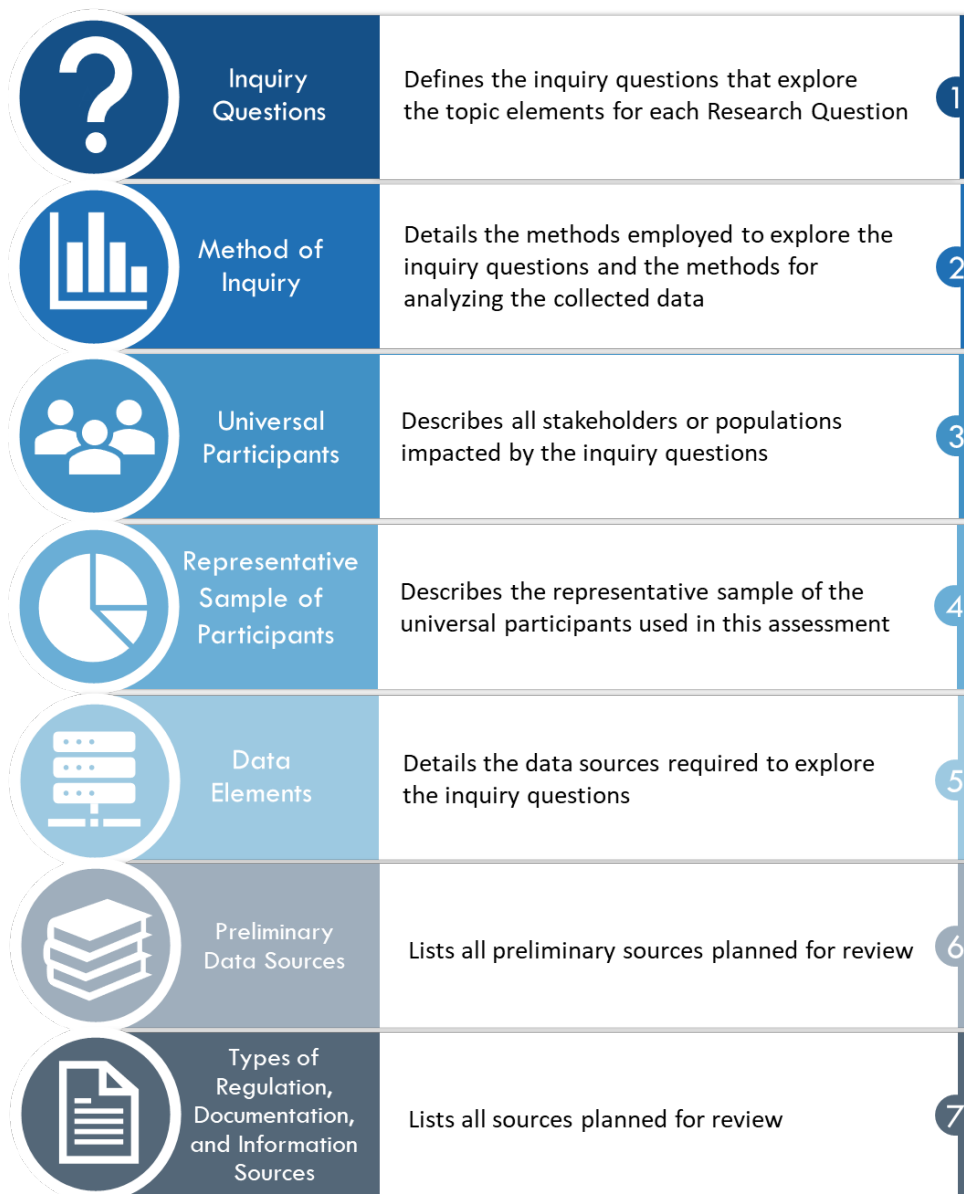 ?
Inquiry
Questions
Defines the inquiry questions that explore
the topic elements for each Research Question
1
Method of
Inquiry
Details the methods employed to explore the
inquiry questions and the methods for
analyzing the collected data
2
Universal
Participants
Describes all stakeholders or populations
impacted by the inquiry questions
3
Representative
Sample of
Participants
Describes the representative sample of the
universal participants used in this assessment
4
Data
Elements
Details the data sources required to explore
the inquiry questions
5
Preliminary
Data Sources
Lists all preliminary sources planned for review
6
Types of
Regulation,
Documentation,
and Information
Sources
Lists all sources planned for review
7